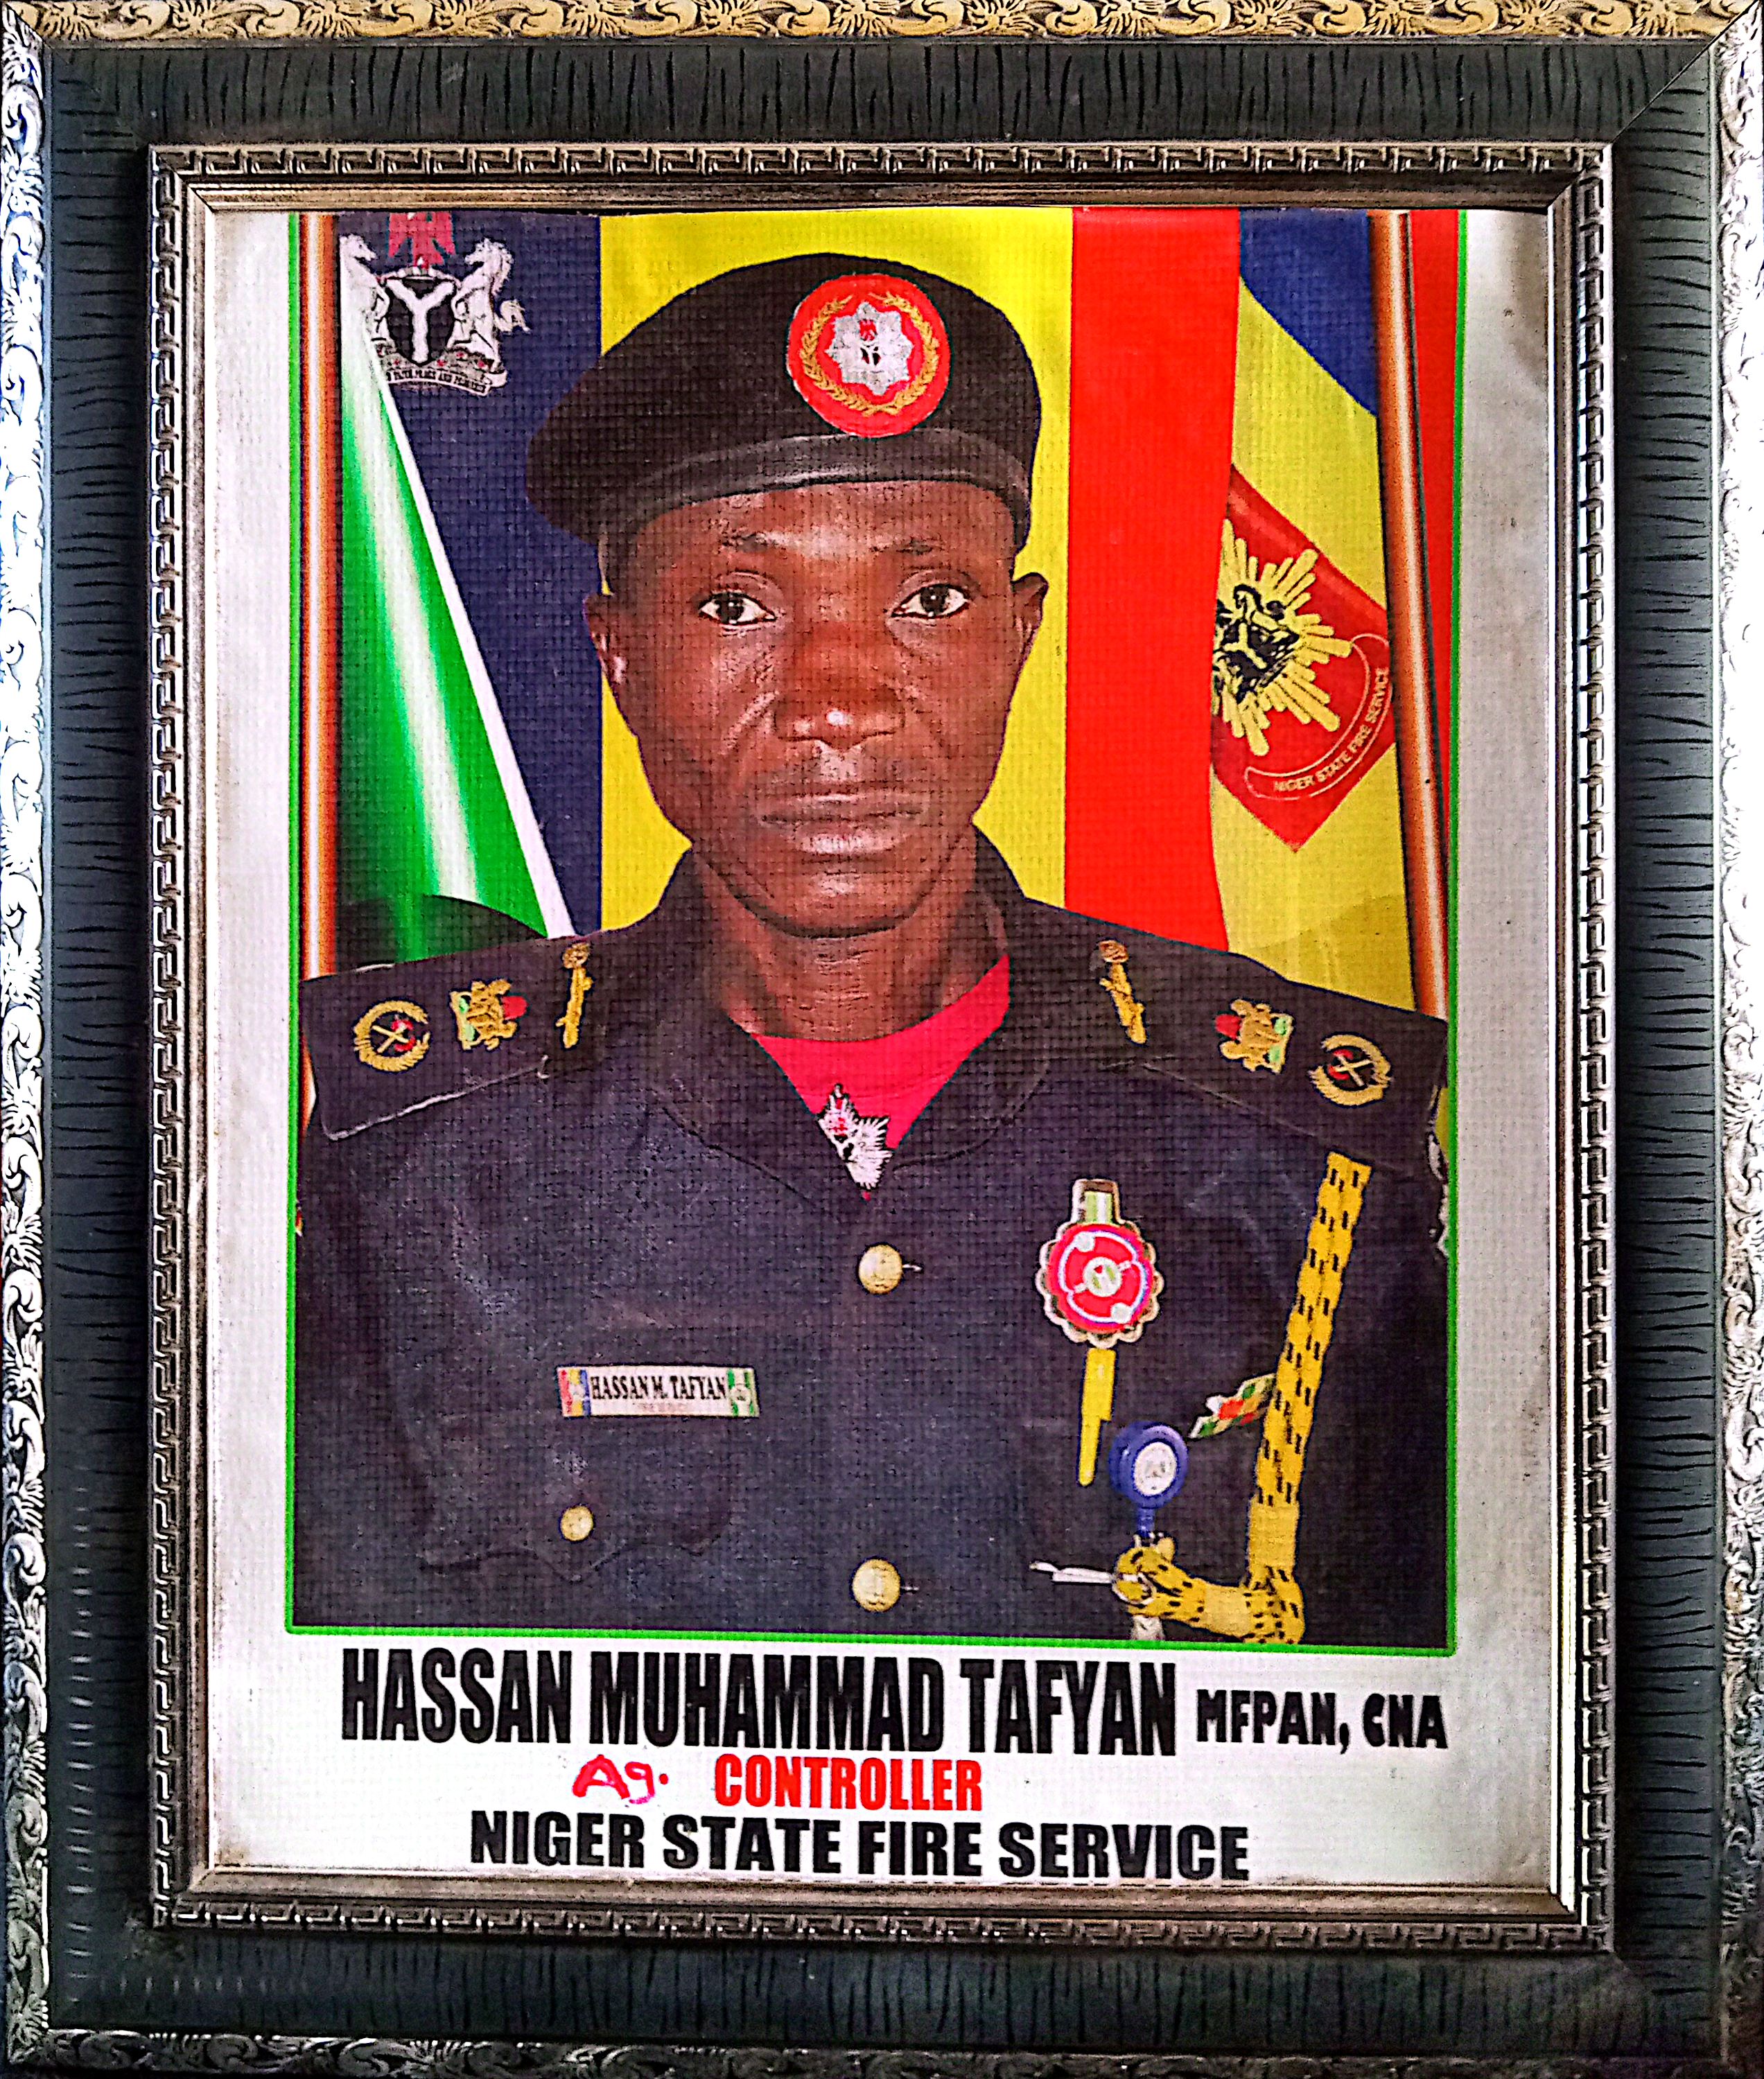 NIGER STATE FIRE SERVICE
HASSAN M. TAFYAN
HASSAN MUHAMMAD TAFYAN MFPAN, CNA
Ag. CONTROLLER
NIGER STATE FIRE SERVICE